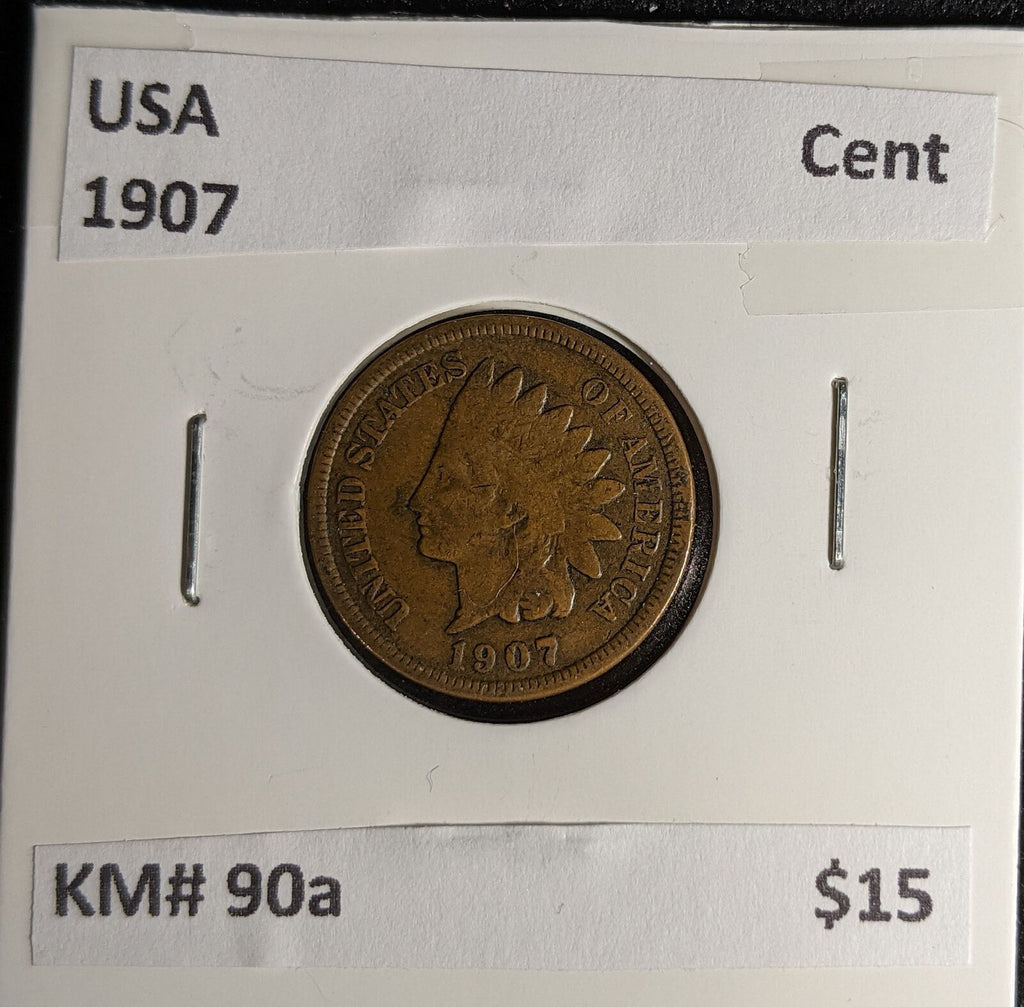 USA
Cent
1907
UNITED STATES OF AMERICA
1907
KM# 90a
$15